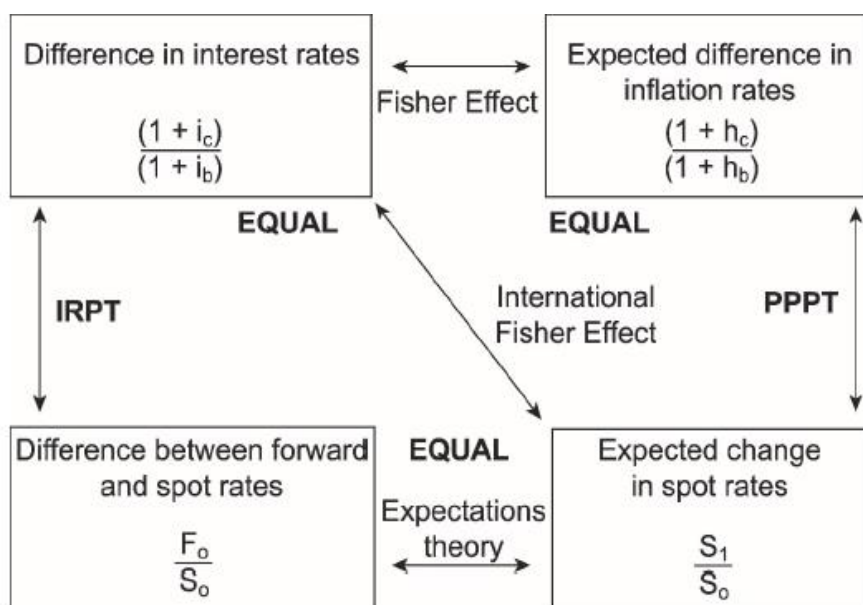 Difference in interest rates
(1 + i_c)
(1 + i_b)
Fisher Effect
Expected difference in
inflation rates
(1 + h_c)
(1 + h_b)
EQUAL
EQUAL
IRPT
International
Fisher Effect
PPPT
Difference between forward
and spot rates
F_o
S_o
EQUAL
Expectations
theory
Expected change
in spot rates
S_1
S_o